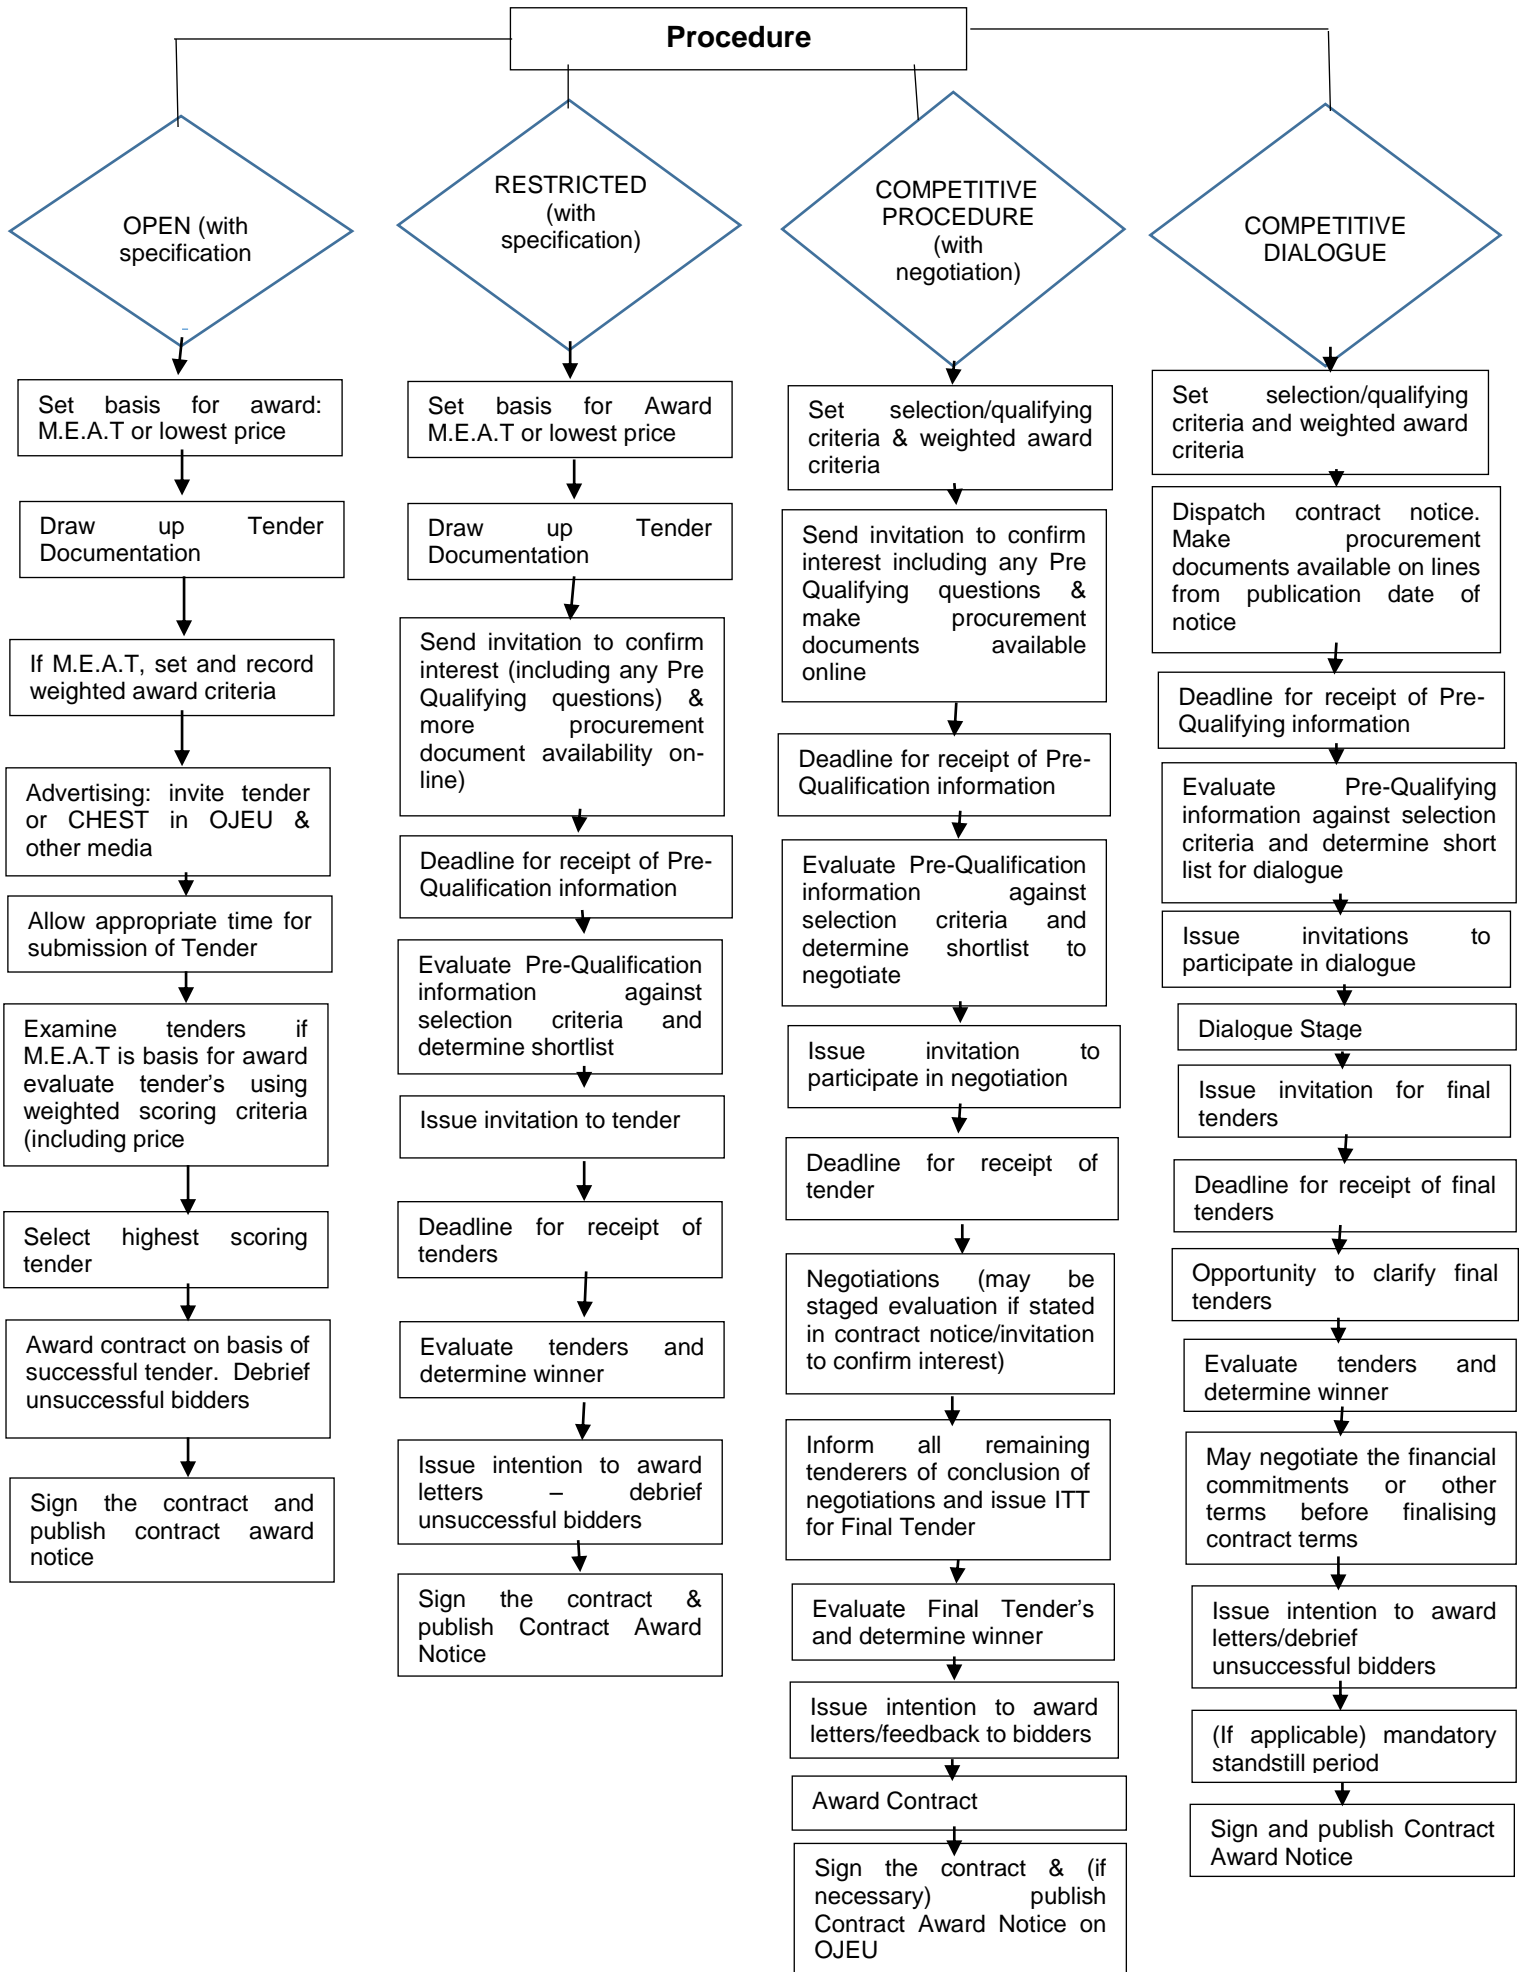 Procedure
OPEN (with
specification
RESTRICTED
(with
specification)
COMPETITIVE
PROCEDURE
(with
negotiation)
COMPETITIVE
DIALOGUE
Set basis for award:
M.E.A.T or lowest price
Draw up Tender
Documentation
If M.E.A.T, set and record
weighted award criteria
Advertising: invite tender
or CHEST in OJEU &
other media
Allow appropriate time for
submission of Tender
Examine tenders if
M.E.A.T is basis for award
evaluate tender's using
weighted scoring criteria
(including price
Select highest scoring
tender
Award contract on basis of
successful tender. Debrief
unsuccessful bidders
Sign the contract and
publish contract award
notice
Set basis for Award
M.E.A.T or lowest price
Draw up Tender
Documentation
Send invitation to confirm
interest (including any Pre
Qualifying questions) &
more procurement
document availability on-
line)
Deadline for receipt of Pre-
Qualification information
Evaluate Pre-Qualification
information against
selection criteria and
determine shortlist
Issue invitation to tender
Deadline for receipt of
tenders
Evaluate tenders and
determine winner
Issue intention to award
letters – debrief
unsuccessful bidders
Sign the contract &
publish Contract Award
Notice
Set selection/qualifying
criteria & weighted award
criteria
Send invitation to confirm
interest including any Pre
Qualifying questions &
make procurement
documents available
online
Deadline for receipt of Pre-
Qualification information
Evaluate Pre-Qualification
information against
selection criteria and
determine shortlist to
negotiate
Issue invitation to
participate in negotiation
Deadline for receipt of
tender
Negotiations (may be
staged evaluation if stated
in contract notice/invitation
to confirm interest)
Inform all remaining
tenderers of conclusion of
negotiations and issue ITT
for Final Tender
Evaluate Final Tender's
and determine winner
Issue intention to award
letters/feedback to bidders
Award Contract
Sign the contract & (if
necessary) publish
Contract Award Notice on
OJEU
Set selection/qualifying
criteria and weighted award
criteria
Dispatch contract notice.
Make procurement
documents available on lines
from publication date of
notice
Deadline for receipt of Pre-
Qualifying information
Evaluate Pre-Qualifying
information against selection
criteria and determine short
list for dialogue
Issue invitations to
participate in dialogue
Dialogue Stage
Issue invitation for final
tenders
Deadline for receipt of final
tenders
Opportunity to clarify final
tenders
Evaluate tenders and
determine winner
May negotiate the financial
commitments or other
terms before finalising
contract terms
Issue intention to award
letters/debrief
unsuccessful bidders
(If applicable) mandatory
standstill period
Sign and publish Contract
Award Notice